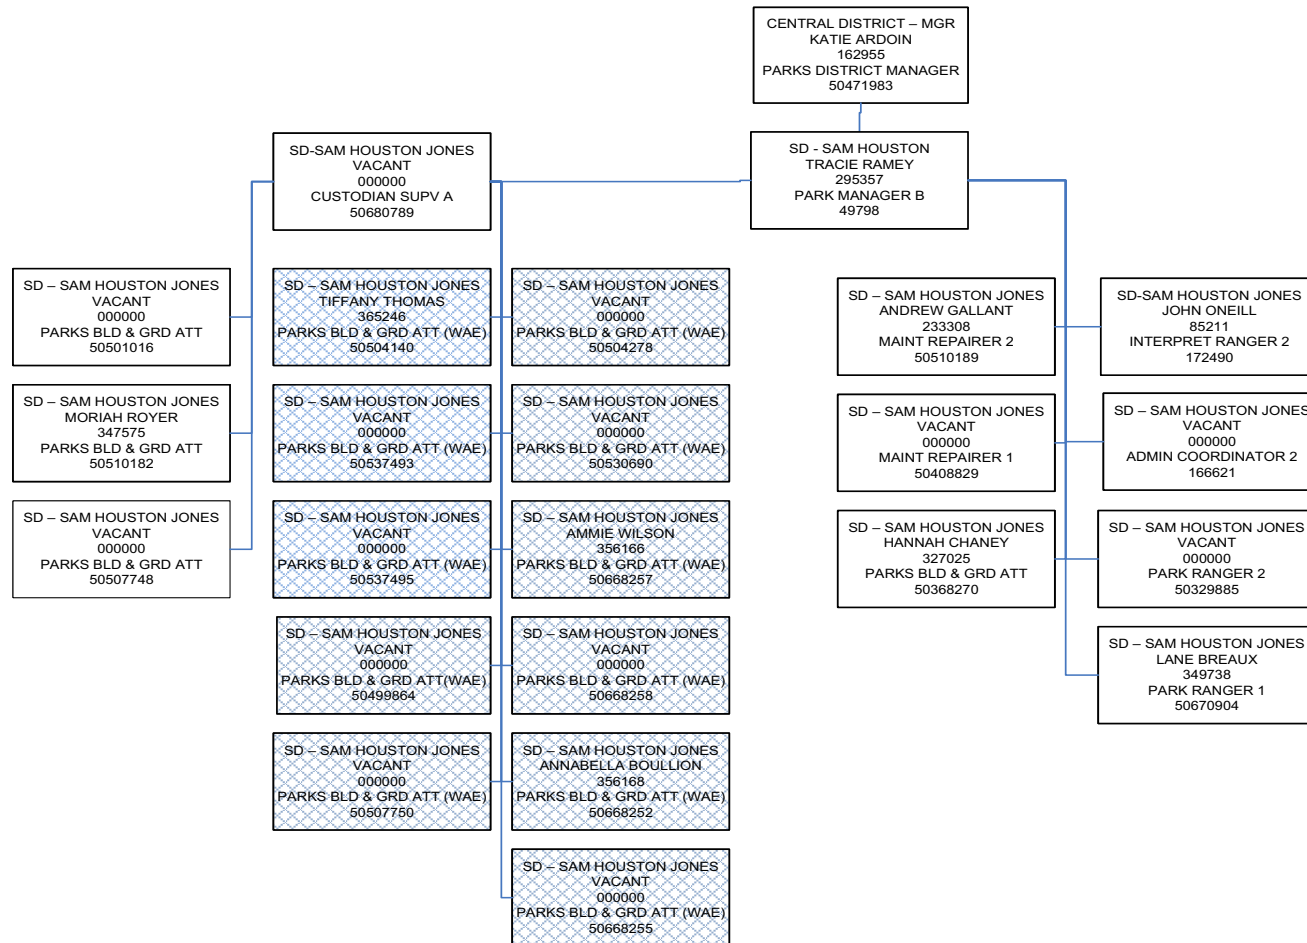 CENTRAL DISTRICT – MGR
KATIE ARDOIN
162955
PARKS DISTRICT MANAGER
50471983
SD-SAM HOUSTON JONES
VACANT
000000
CUSTODIAN SUPV A
50680789
SD - SAM HOUSTON
TRACIE RAMEY
295357
PARK MANAGER B
49798
SD – SAM HOUSTON JONES
VACANT
000000
PARKS BLD & GRD ATT
50501016
SD – SAM HOUSTON JONES
TIFFANY THOMAS
365246
PARKS BLD & GRD ATT (WAE)
50504140
SD – SAM HOUSTON JONES
VACANT
000000
PARKS BLD & GRD ATT (WAE)
50504278
SD – SAM HOUSTON JONES
ANDREW GALLANT
233308
MAINT REPAIRER 2
50510189
SD-SAM HOUSTON JONES
JOHN ONEILL
85211
INTERPRET RANGER 2
172490
SD – SAM HOUSTON JONES
MORIAH ROYER
347575
PARKS BLD & GRD ATT
50510182
SD – SAM HOUSTON JONES
VACANT
000000
PARKS BLD & GRD ATT (WAE)
50537493
SD – SAM HOUSTON JONES
VACANT
000000
PARKS BLD & GRD ATT (WAE)
50530690
SD – SAM HOUSTON JONES
VACANT
000000
MAINT REPAIRER 1
50408829
SD – SAM HOUSTON JONES
VACANT
000000
ADMIN COORDINATOR 2
166621
SD – SAM HOUSTON JONES
VACANT
000000
PARKS BLD & GRD ATT
50507748
SD – SAM HOUSTON JONES
VACANT
000000
PARKS BLD & GRD ATT (WAE)
50537495
SD – SAM HOUSTON JONES
AMMIE WILSON
356166
PARKS BLD & GRD ATT (WAE)
50668257
SD – SAM HOUSTON JONES
HANNAH CHANEY
327025
PARKS BLD & GRD ATT
50368270
SD – SAM HOUSTON JONES
VACANT
000000
PARK RANGER 2
50329885
SD – SAM HOUSTON JONES
VACANT
000000
PARKS BLD & GRD ATT(WAE)
50499864
SD – SAM HOUSTON JONES
VACANT
000000
PARKS BLD & GRD ATT (WAE)
50668258
SD – SAM HOUSTON JONES
LANE BREAUX
349738
PARK RANGER 1
50670904
SD – SAM HOUSTON JONES
VACANT
000000
PARKS BLD & GRD ATT (WAE)
50507750
SD – SAM HOUSTON JONES
ANNABELLA BOULLION
356168
PARKS BLD & GRD ATT (WAE)
50668252
SD – SAM HOUSTON JONES
VACANT
000000
PARKS BLD & GRD ATT (WAE)
50668255